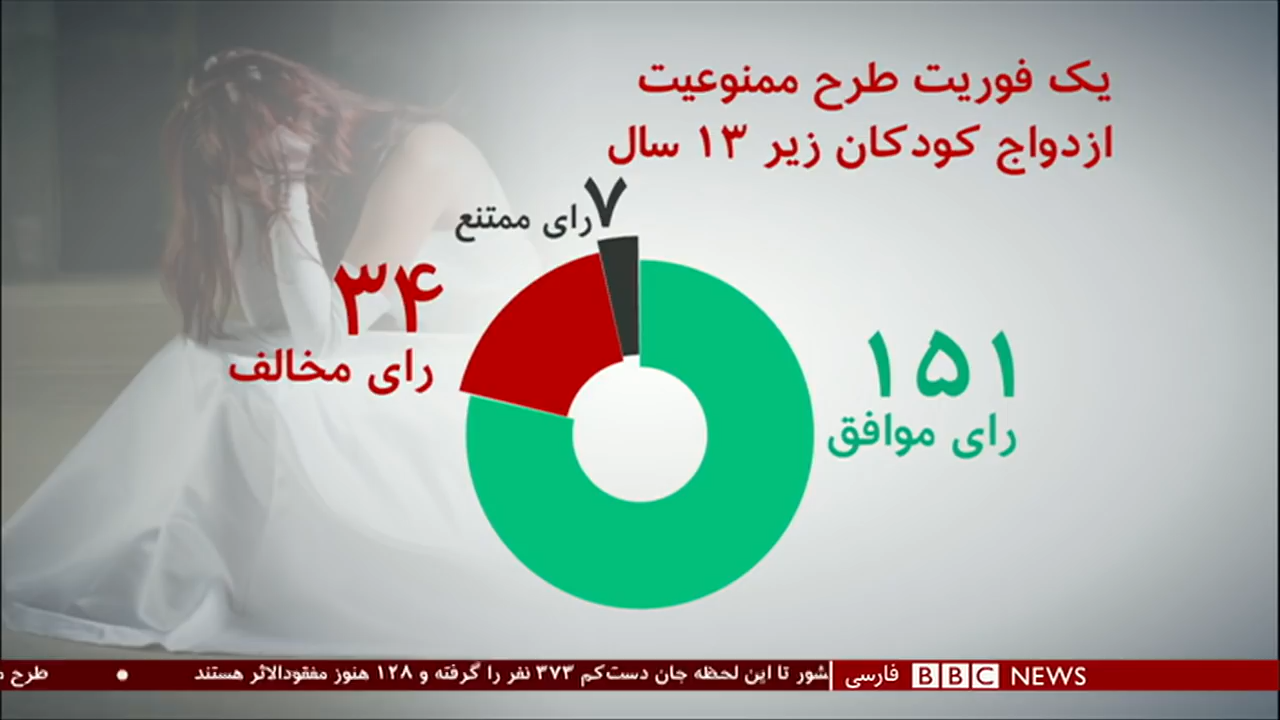 یک فوریت طرح ممنوعیت
ازدواج کودکان زیر ۱۳ سال
۷ رای ممتنع
۳۴
رای مخالف
۱۵۱
رای موافق
شور تا این لحظه جان دست‌کم ۳۷۳ نفر را گرفته و ۱۲۸ هنوز مفقودالاثر هستند • طرح
BBC NEWS فارسی